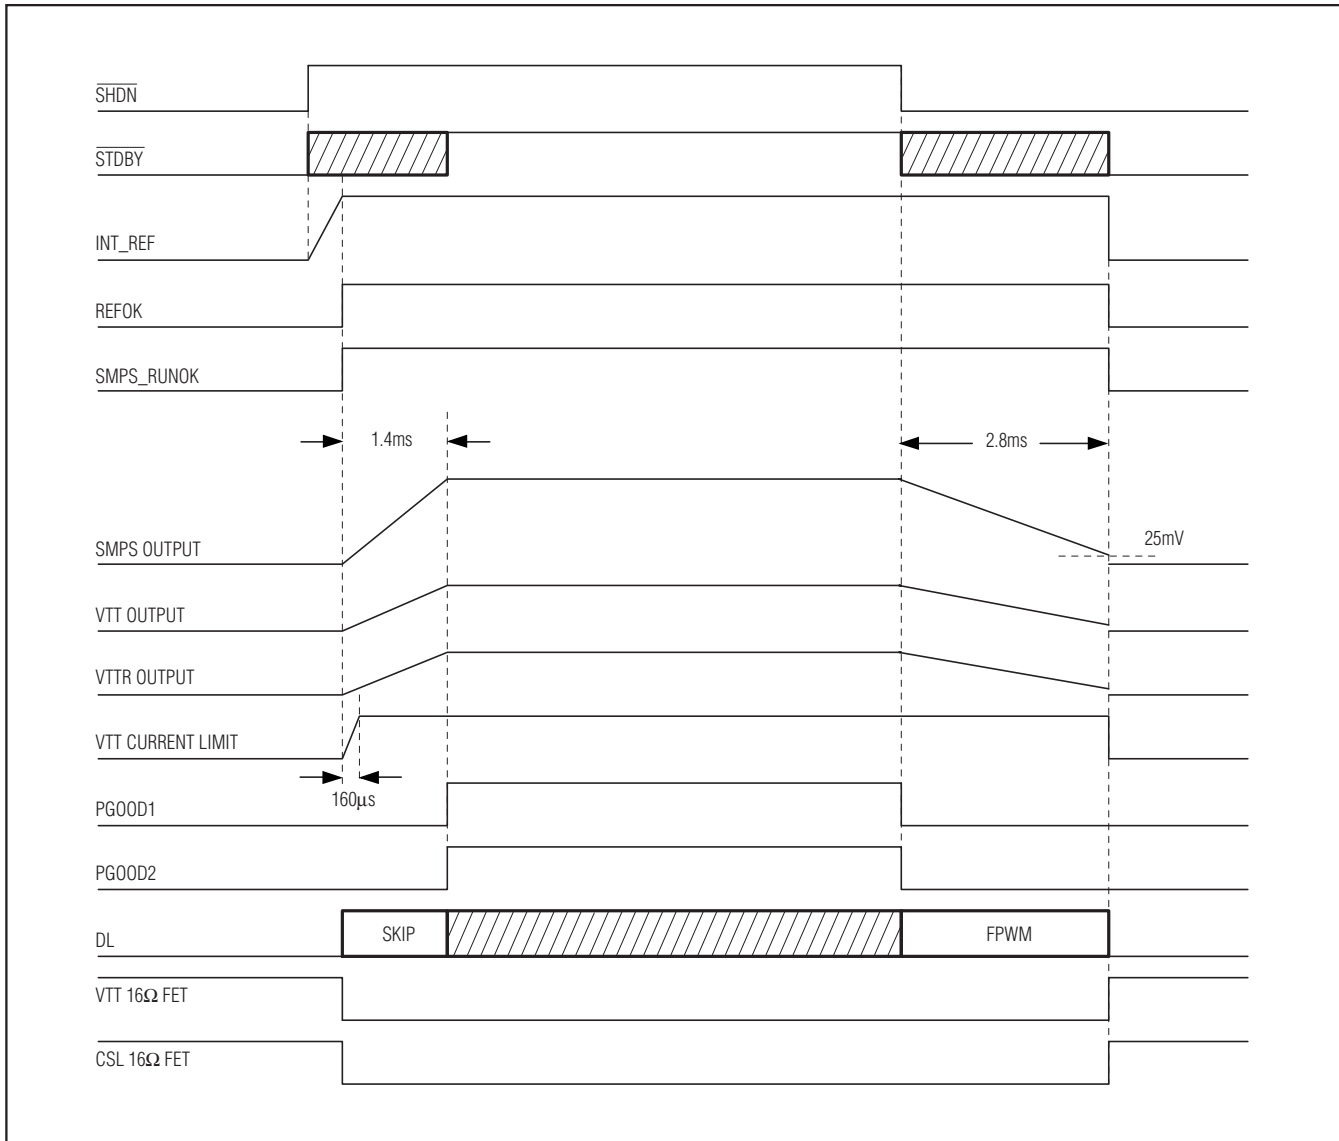 SHDN
STDBY
INT_REF
REFOK
SMPS_RUNOK
1.4ms
2.8ms
SMPS OUTPUT
25mV
VTT OUTPUT
VTTR OUTPUT
VTT CURRENT LIMIT
160μs
PGOOD1
PGOOD2
DL
SKIP
FPWM
VTT 16Ω FET
CSL 16Ω FET